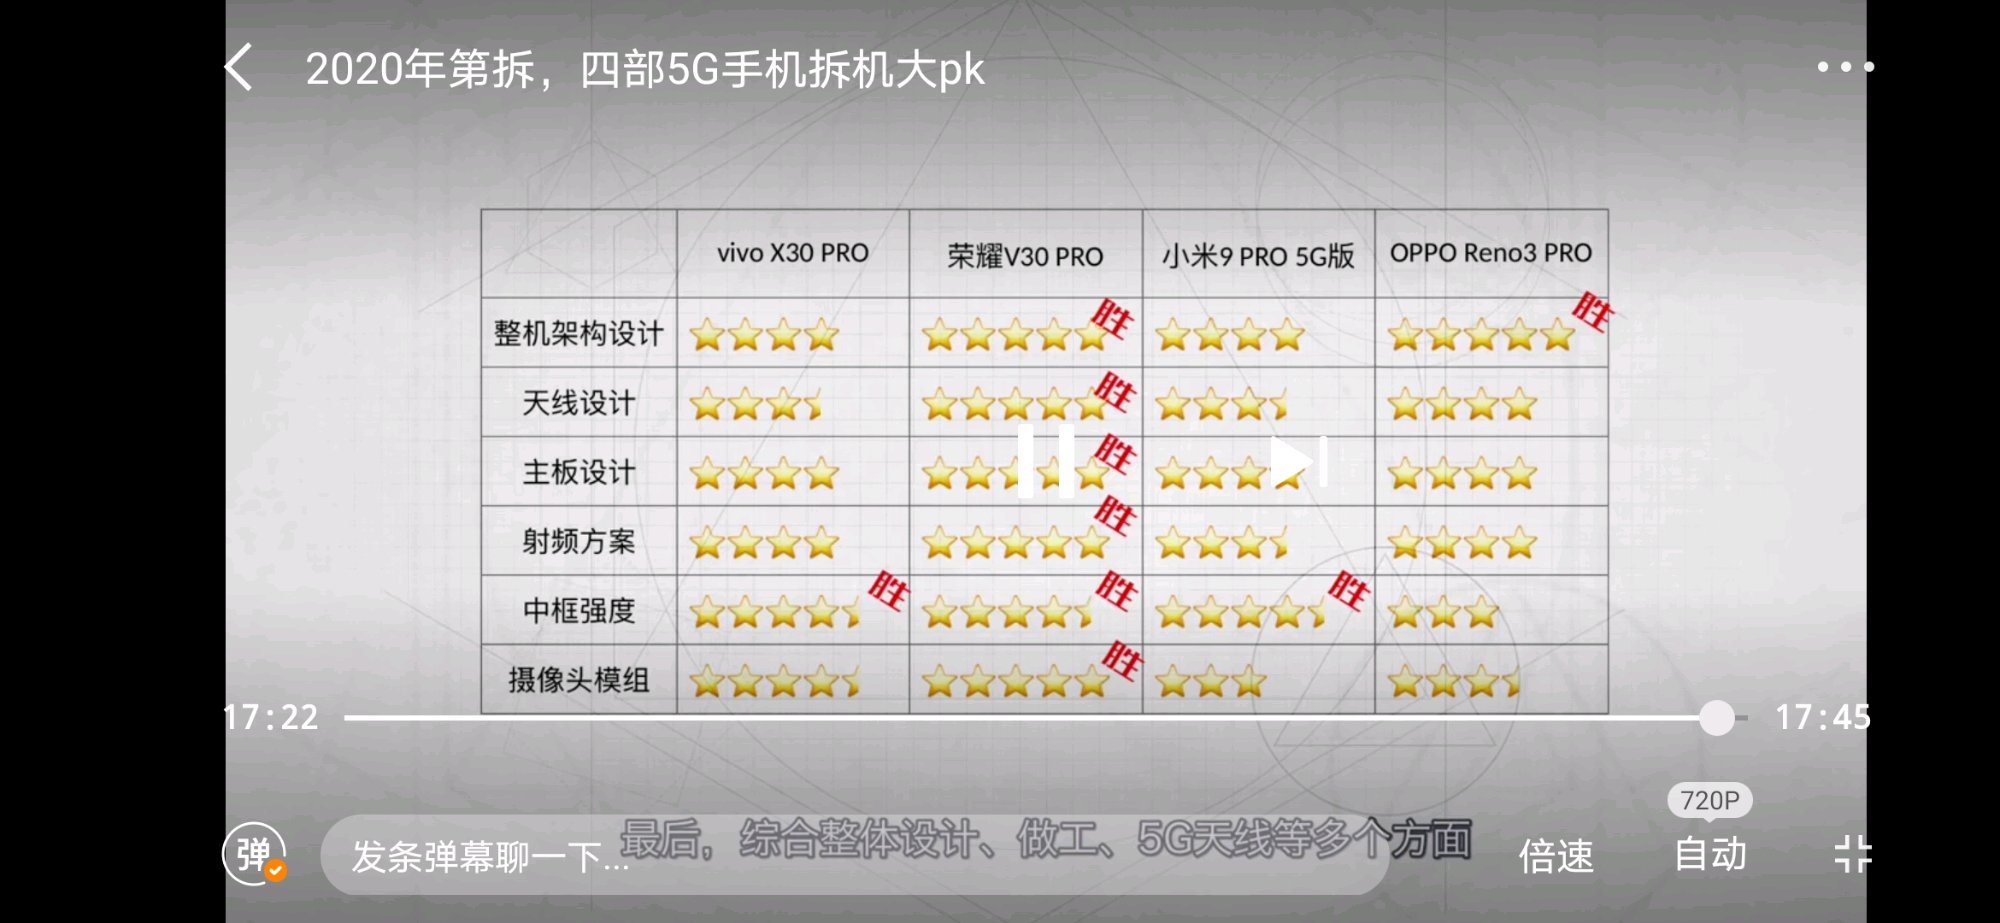 2020年第拆，四部5G手机拆机大pk
vivo X30 PRO 荣耀V30 PRO 小米9 PRO 5G版 OPPO Reno3 PRO
整机架构设计 胜 胜
天线设计 胜
主板设计 胜
射频方案 胜
中框强度 胜 胜 胜
摄像头模组 胜
17:22 17:45
720P
最后，综合整体设计、做工、5G天线等多个方面
弹 发条弹幕聊一下... 倍速 自动